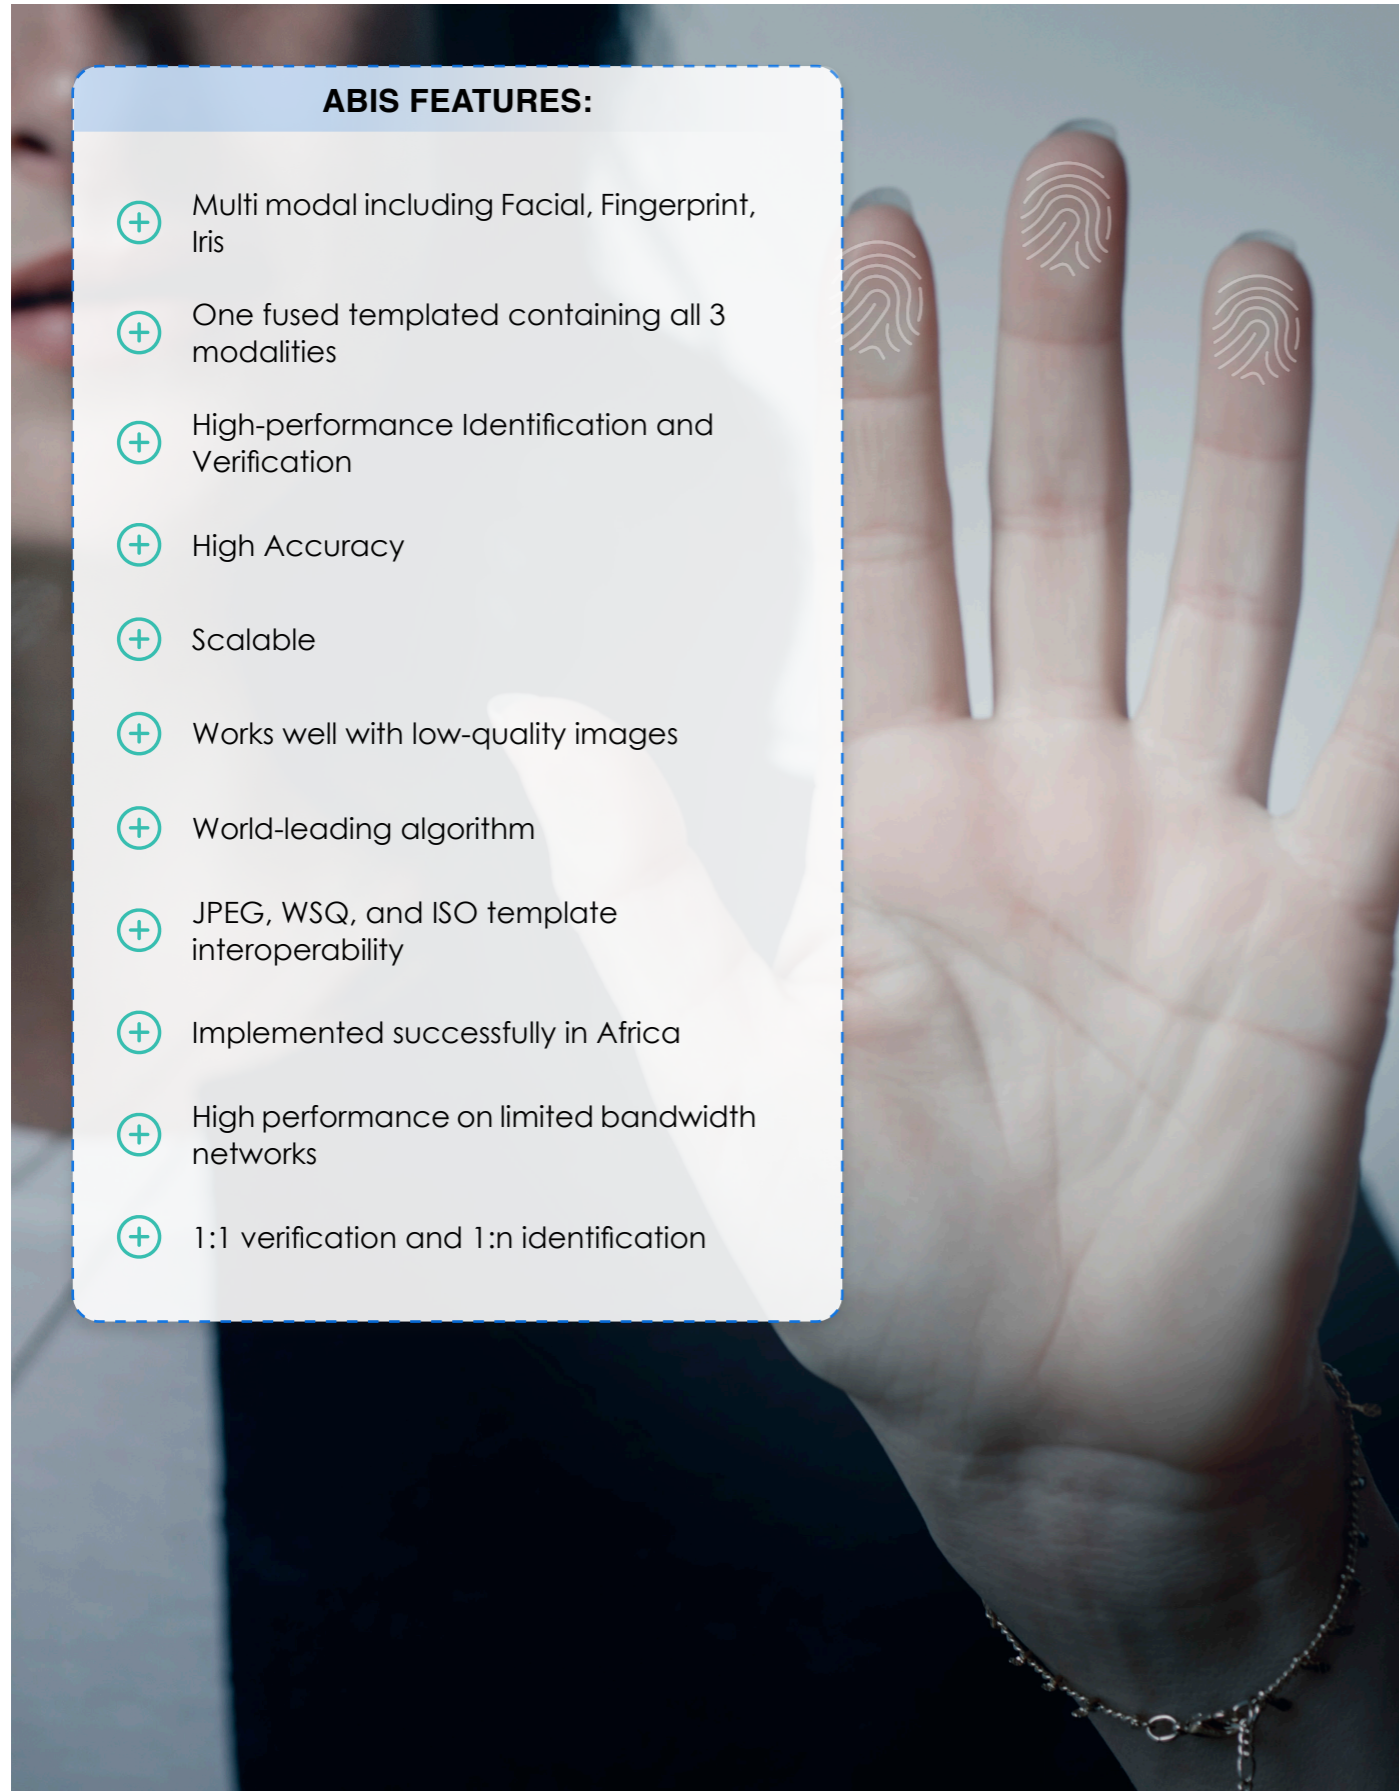 ABIS FEATURES:
Multi modal including Facial, Fingerprint,
Iris
One fused templated containing all 3
modalities
High-performance Identification and
Verification
High Accuracy
Scalable
Works well with low-quality images
World-leading algorithm
JPEG, WSQ, and ISO template
interoperability
Implemented successfully in Africa
High performance on limited bandwidth
networks
1:1 verification and 1:n identification